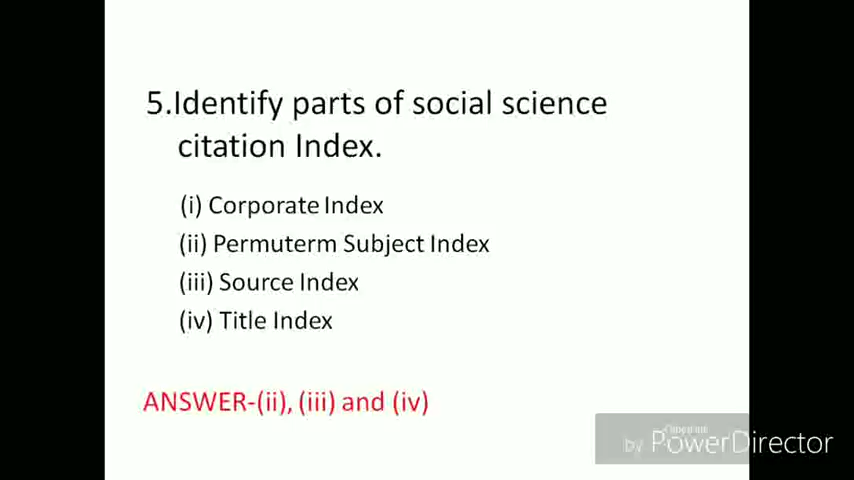 5.Identify parts of social science
citation Index.
(i) Corporate Index
(ii) Permuterm Subject Index
(iii) Source Index
(iv) Title Index
ANSWER-(ii), (iii) and (iv)
by PowerDirector